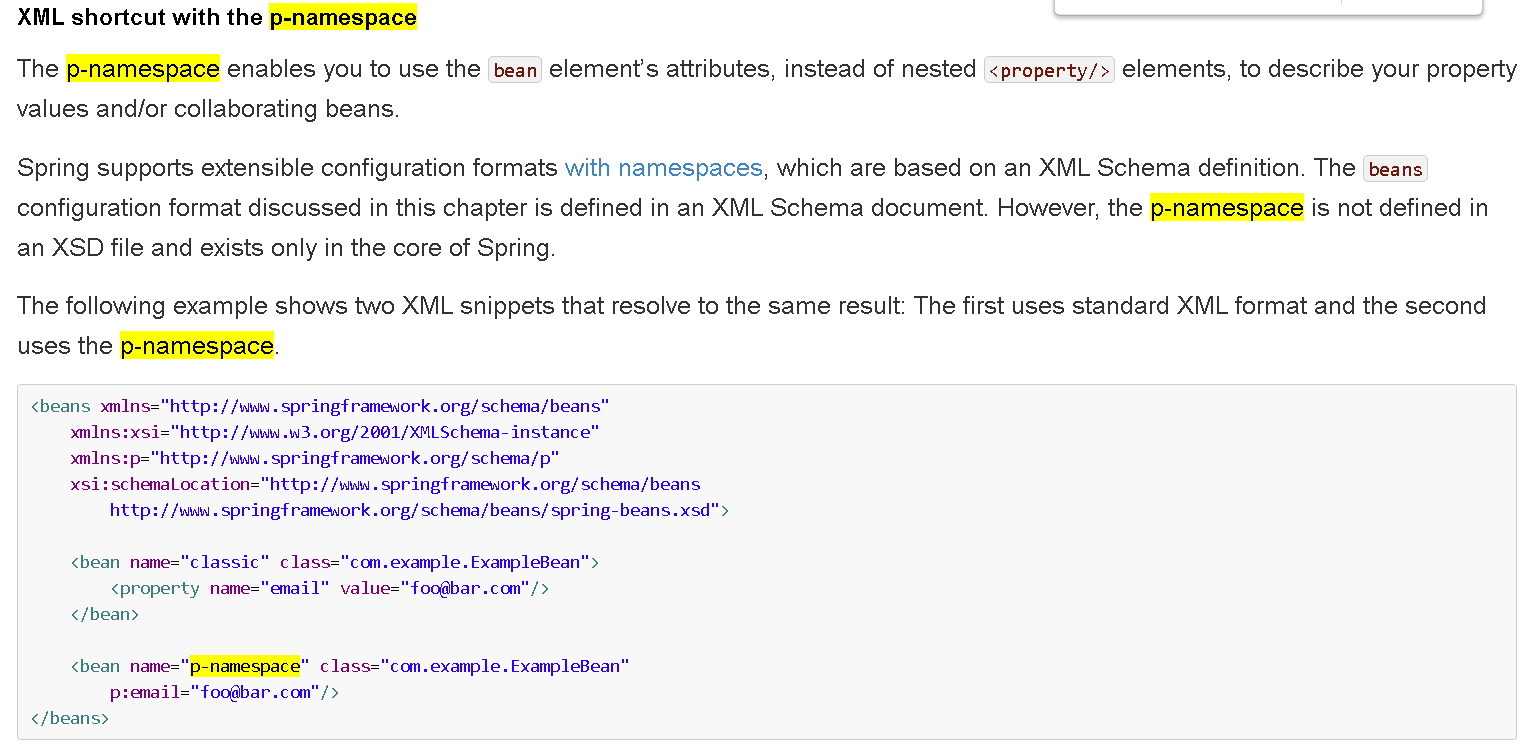 XML shortcut with the p-namespace
The p-namespace enables you to use the bean element’s attributes, instead of nested <property/> elements, to describe your property
values and/or collaborating beans.
Spring supports extensible configuration formats with namespaces, which are based on an XML Schema definition. The beans
configuration format discussed in this chapter is defined in an XML Schema document. However, the p-namespace is not defined in
an XSD file and exists only in the core of Spring.
The following example shows two XML snippets that resolve to the same result: The first uses standard XML format and the second
uses the p-namespace.
<beans xmlns="http://www.springframework.org/schema/beans"
    xmlns:xsi="http://www.w3.org/2001/XMLSchema-instance"
    xmlns:p="http://www.springframework.org/schema/p"
    xsi:schemaLocation="http://www.springframework.org/schema/beans
        http://www.springframework.org/schema/beans/spring-beans.xsd">
    <bean name="classic" class="com.example.ExampleBean">
        <property name="email" value="foo@bar.com"/>
    </bean>
    <bean name="p-namespace" class="com.example.ExampleBean"
        p:email="foo@bar.com"/>
</beans>